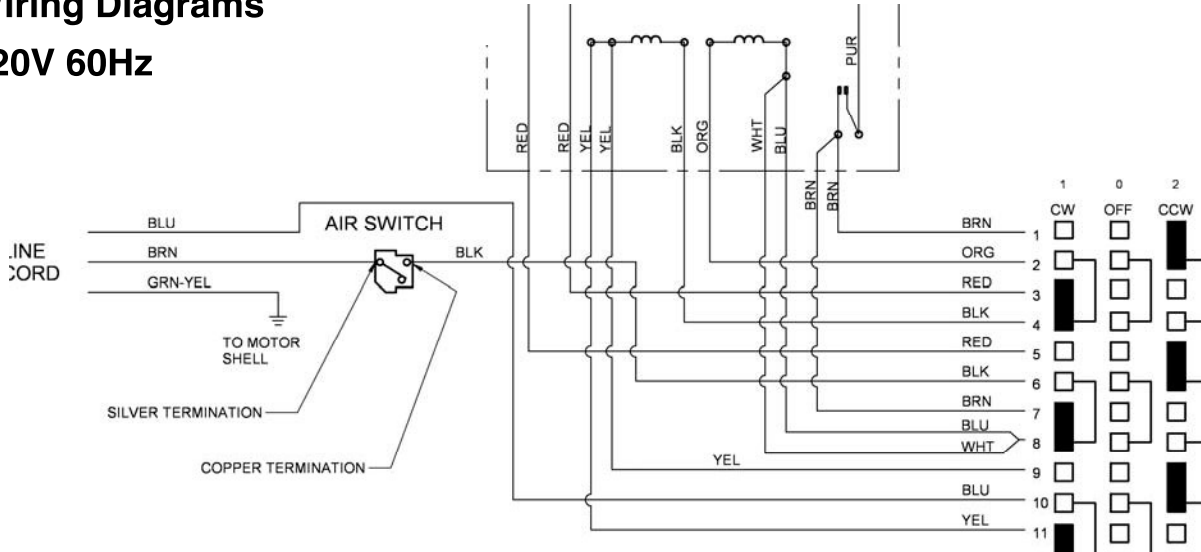 iring Diagrams
20V 60Hz
RED
RED
YEL
YEL
BLK
ORG
WHT
BLU
PUR
BRN
BRN
1 0 2
CW OFF CCW
BLU
AIR SWITCH
BRN
BLK
LINE
CORD
GRN-YEL
TO MOTOR
SHELL
SILVER TERMINATION
COPPER TERMINATION
BRN 1
ORG 2
RED 3
BLK 4
RED 5
BLK 6
BRN 7
BLU
WHT 8
YEL 9
BLU 10
YEL 11